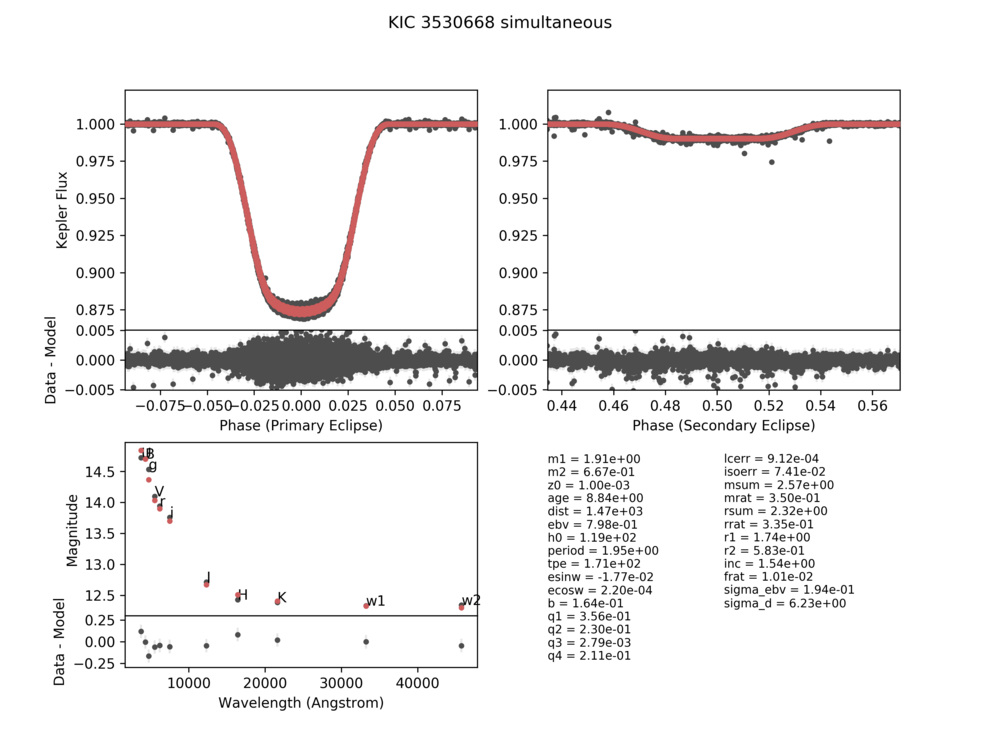 KIC 3530668 simultaneous
1.000
0.975
0.950
0.925
0.900
0.875
Kepler Flux
0.005
0.000
−0.005
Data - Model
−0.075 −0.050 −0.025 0.000 0.025 0.050 0.075
Phase (Primary Eclipse)
1.000
0.975
0.950
0.925
0.900
0.875
0.005
0.000
−0.005
0.44 0.46 0.48 0.50 0.52 0.54 0.56
Phase (Secondary Eclipse)
14.5
14.0
13.5
13.0
12.5
Magnitude
B
g
V
r
i
J
H
K
w1
w2
0.25
0.00
−0.25
Data - Model
10000 20000 30000 40000
Wavelength (Angstrom)
m1 = 1.91e+00
m2 = 6.67e-01
z0 = 1.00e-03
age = 8.84e+00
dist = 1.47e+03
ebv = 7.98e-01
h0 = 1.19e+02
period = 1.95e+00
tpe = 1.71e+02
esinw = -1.77e-02
ecosw = 2.20e-04
b = 1.64e-01
q1 = 3.56e-01
q2 = 2.30e-01
q3 = 2.79e-03
q4 = 2.11e-01
lcerr = 9.12e-04
isoerr = 7.41e-02
msum = 2.57e+00
mrat = 3.50e-01
rsum = 2.32e+00
rrat = 3.35e-01
r1 = 1.74e+00
r2 = 5.83e-01
inc = 1.54e+00
frat = 1.01e-02
sigma_ebv = 1.94e-01
sigma_d = 6.23e+00